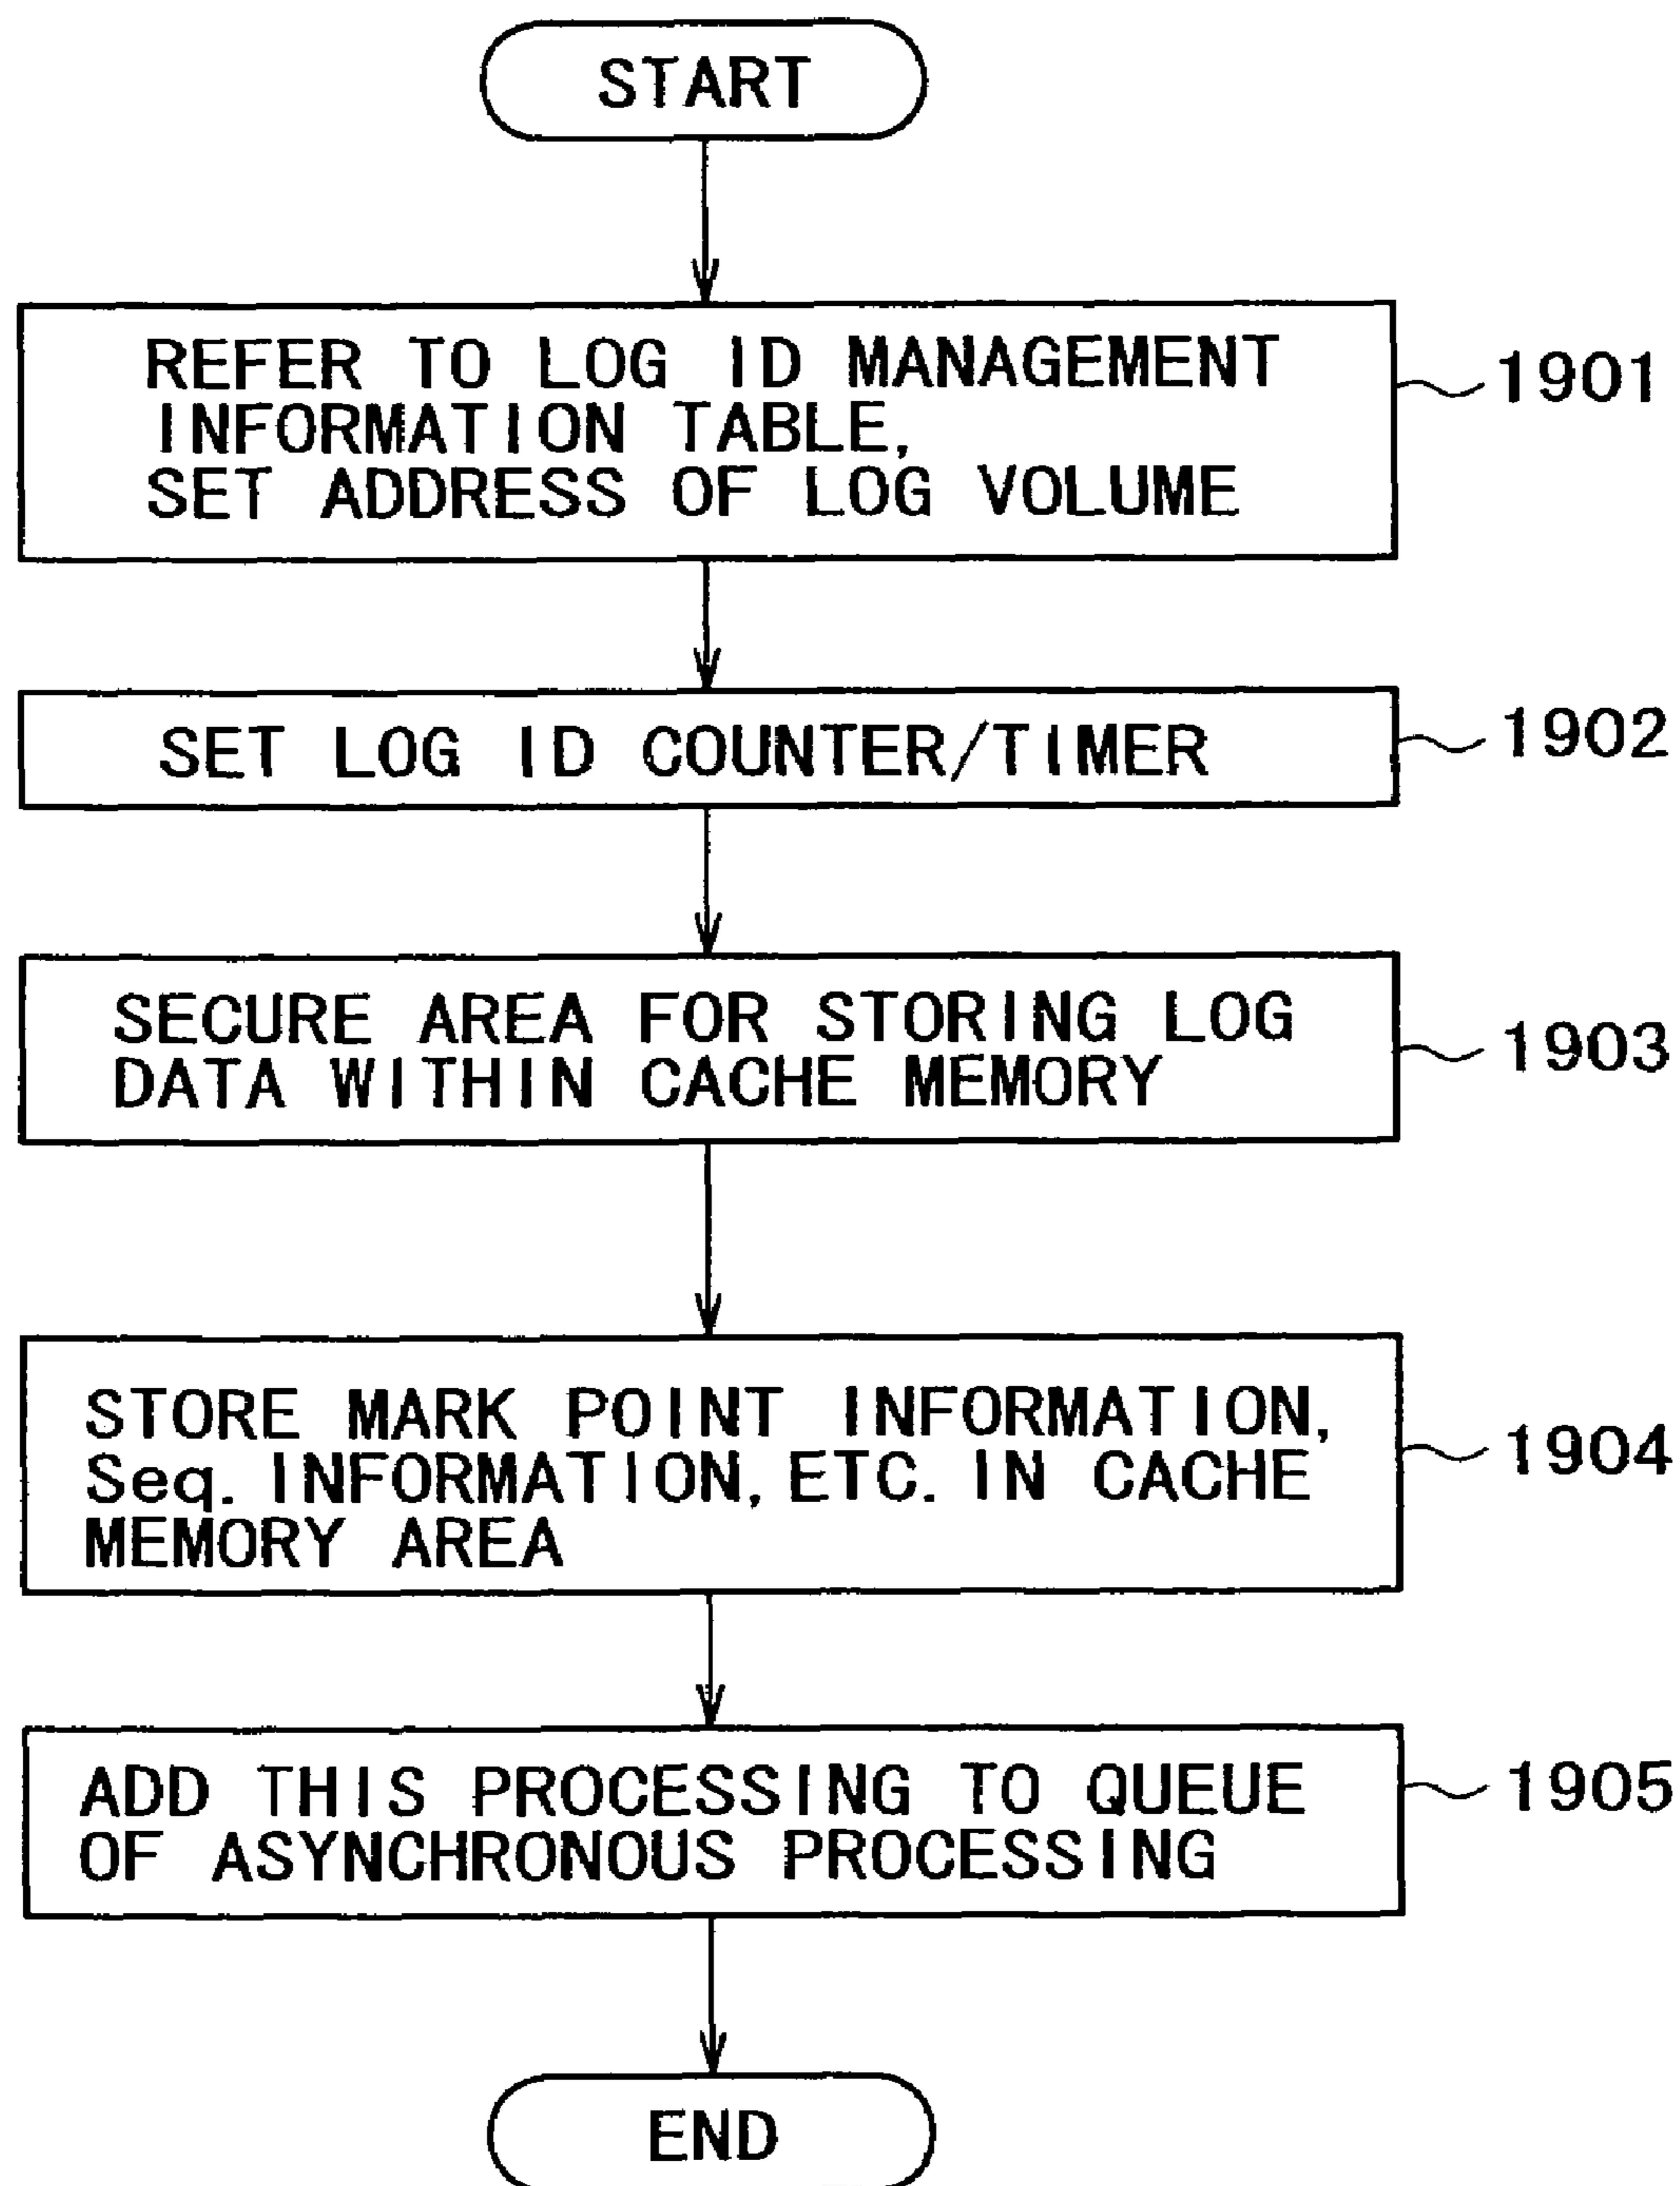 START
REFER TO LOG ID MANAGEMENT
INFORMATION TABLE,
SET ADDRESS OF LOG VOLUME
1901
SET LOG ID COUNTER/TIMER
1902
SECURE AREA FOR STORING LOG
DATA WITHIN CACHE MEMORY
1903
STORE MARK POINT INFORMATION,
Seq. INFORMATION, ETC. IN CACHE
MEMORY AREA
1904
ADD THIS PROCESSING TO QUEUE
OF ASYNCHRONOUS PROCESSING
1905
END